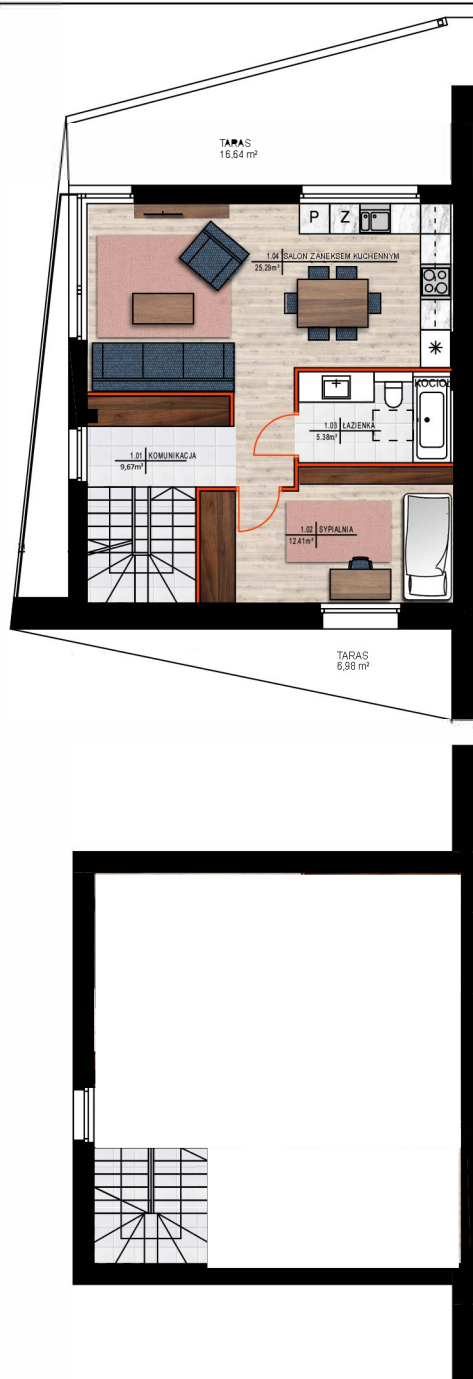 TARAS
16,64 m²
P Z
1.04 SALON Z ANEKSEM KUCHENNYM
25.29m²
KOCIOŁ
1.03 ŁAZIENKA
5.38m²
1.01 KOMUNIKACJA
9,67m²
1.02 SYPIALNIA
12.41m²
TARAS
6,98 m²